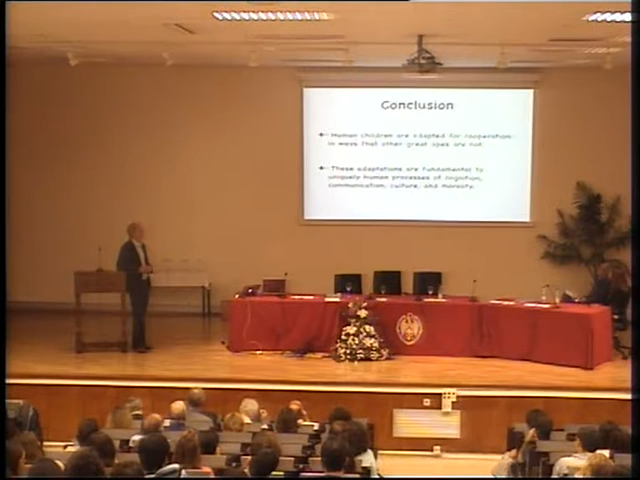 Conclusion
Human children are adapted for cooperation
in ways that other great apes are not.
These adaptations are fundamental to
uniquely human processes of cognition,
communication, culture, and morality.